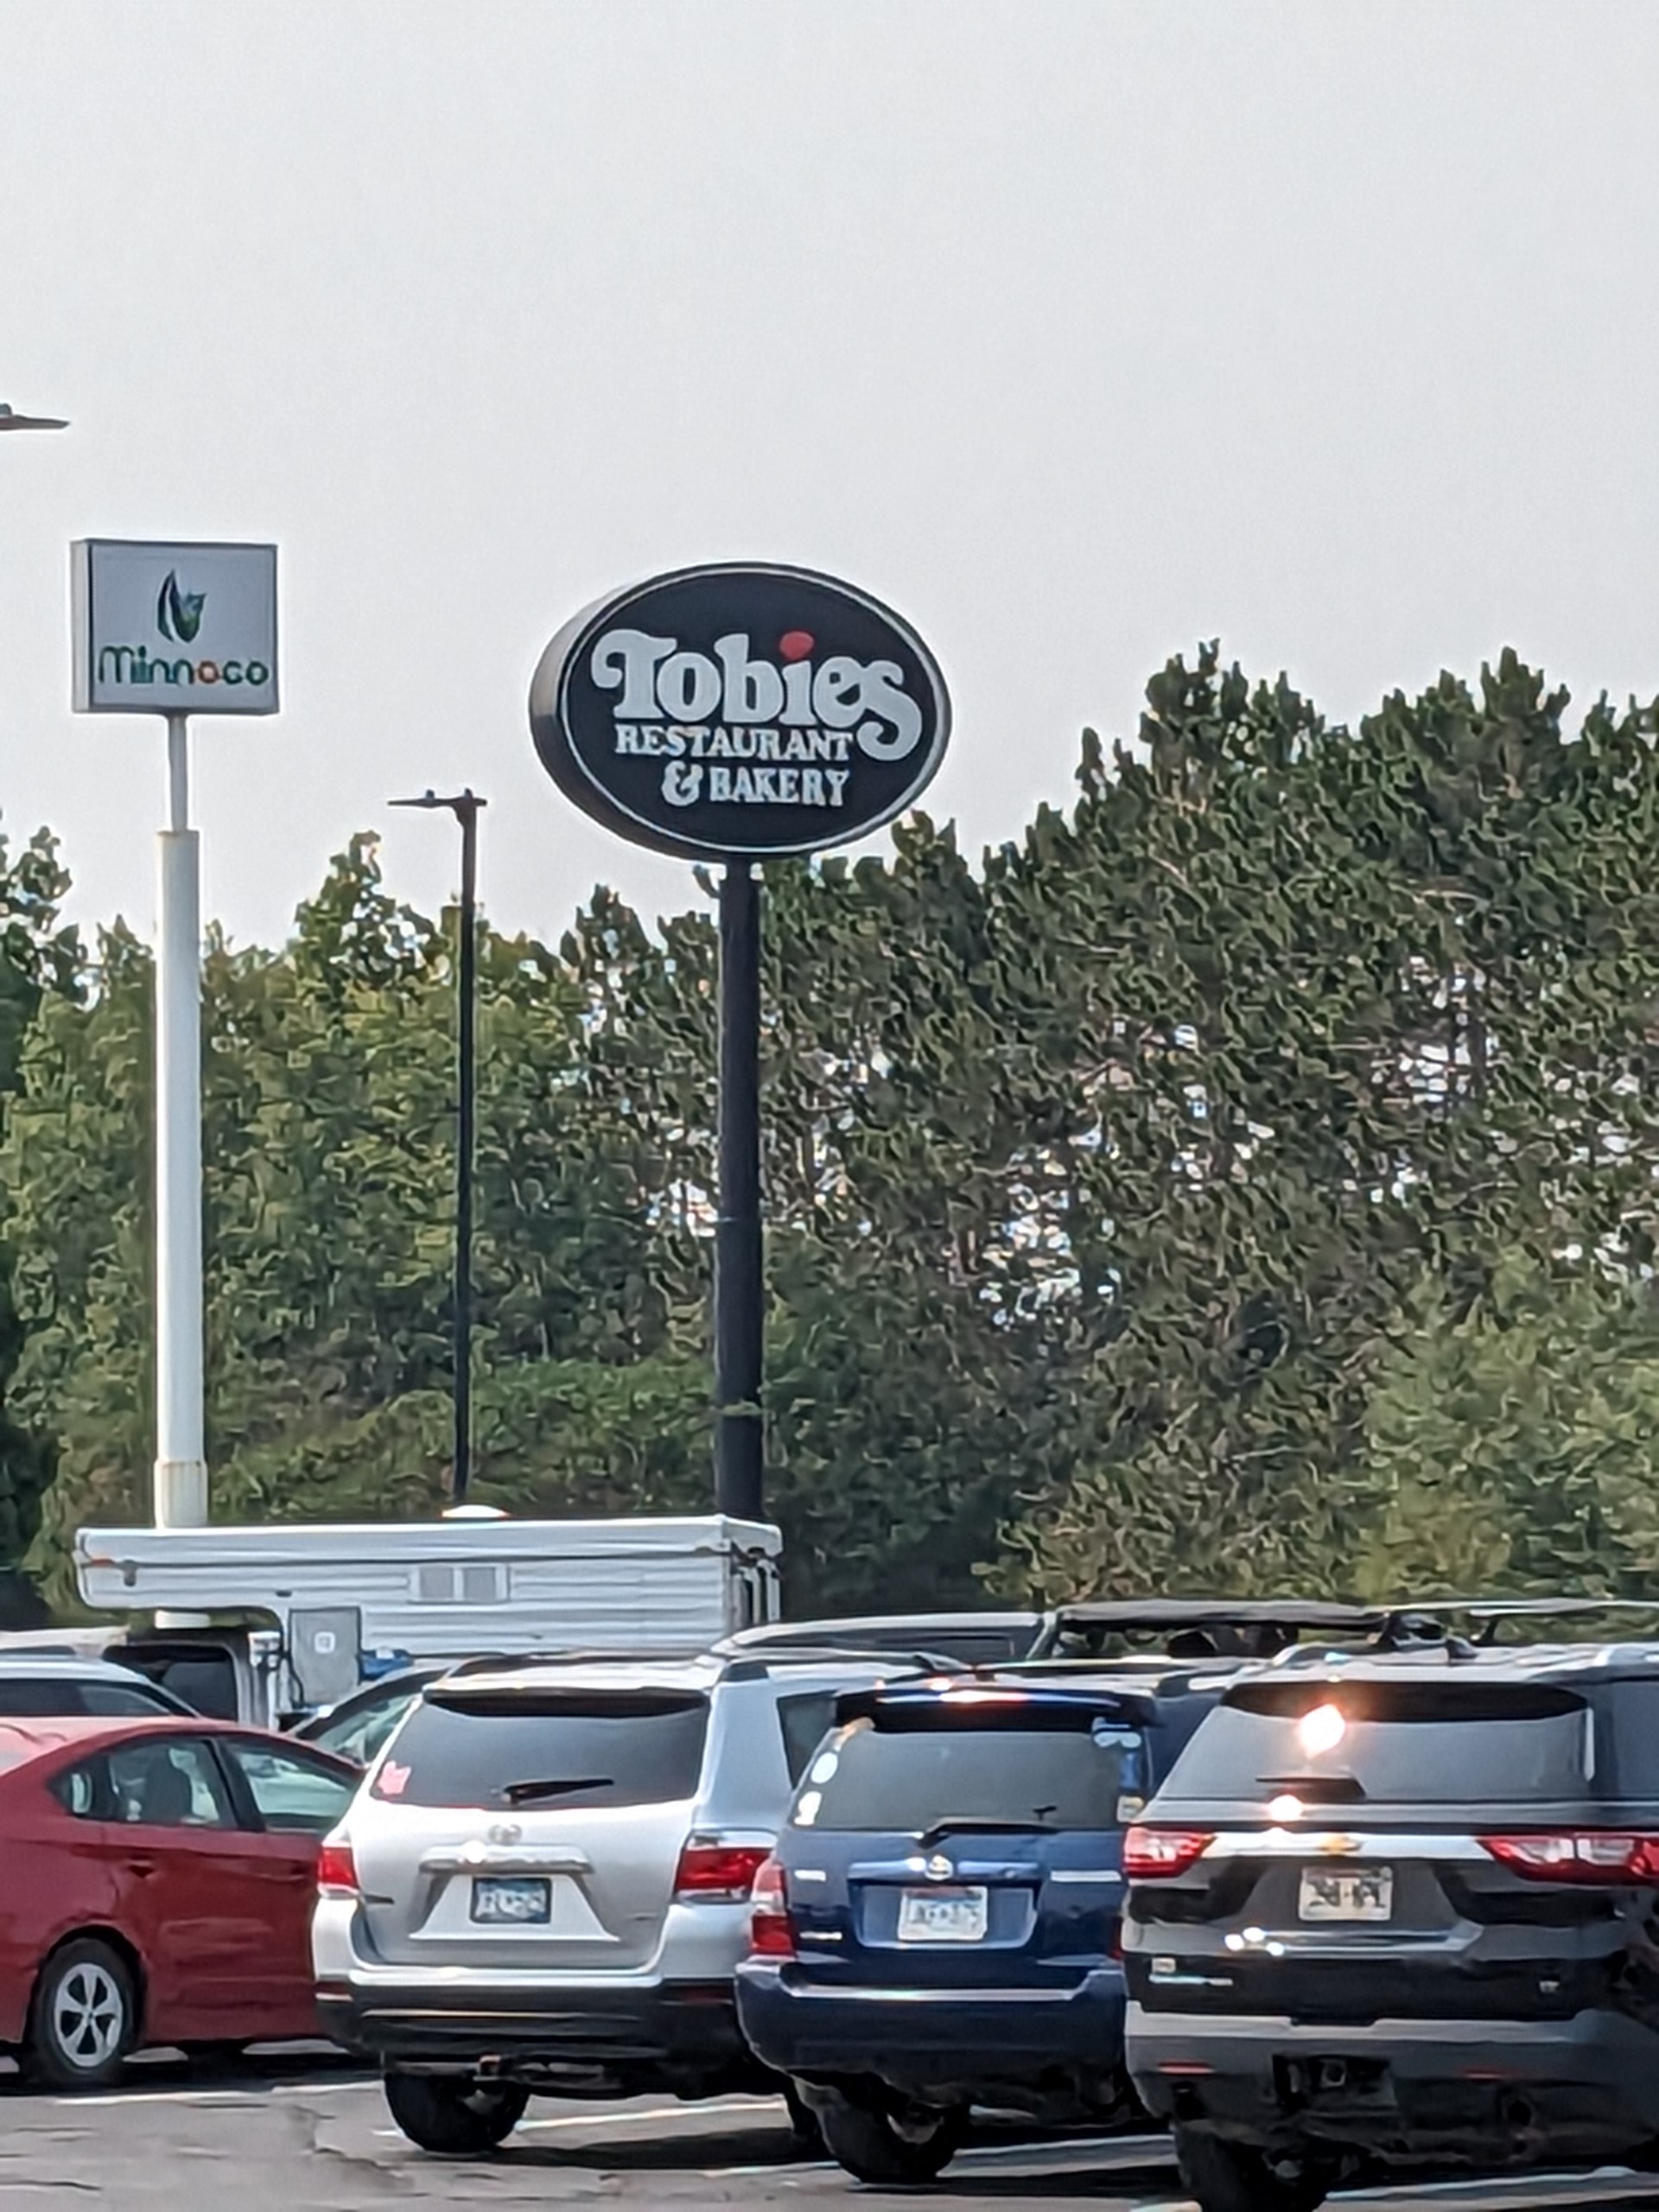 Minnoco
Tobies
RESTAURANT
& BAKERY